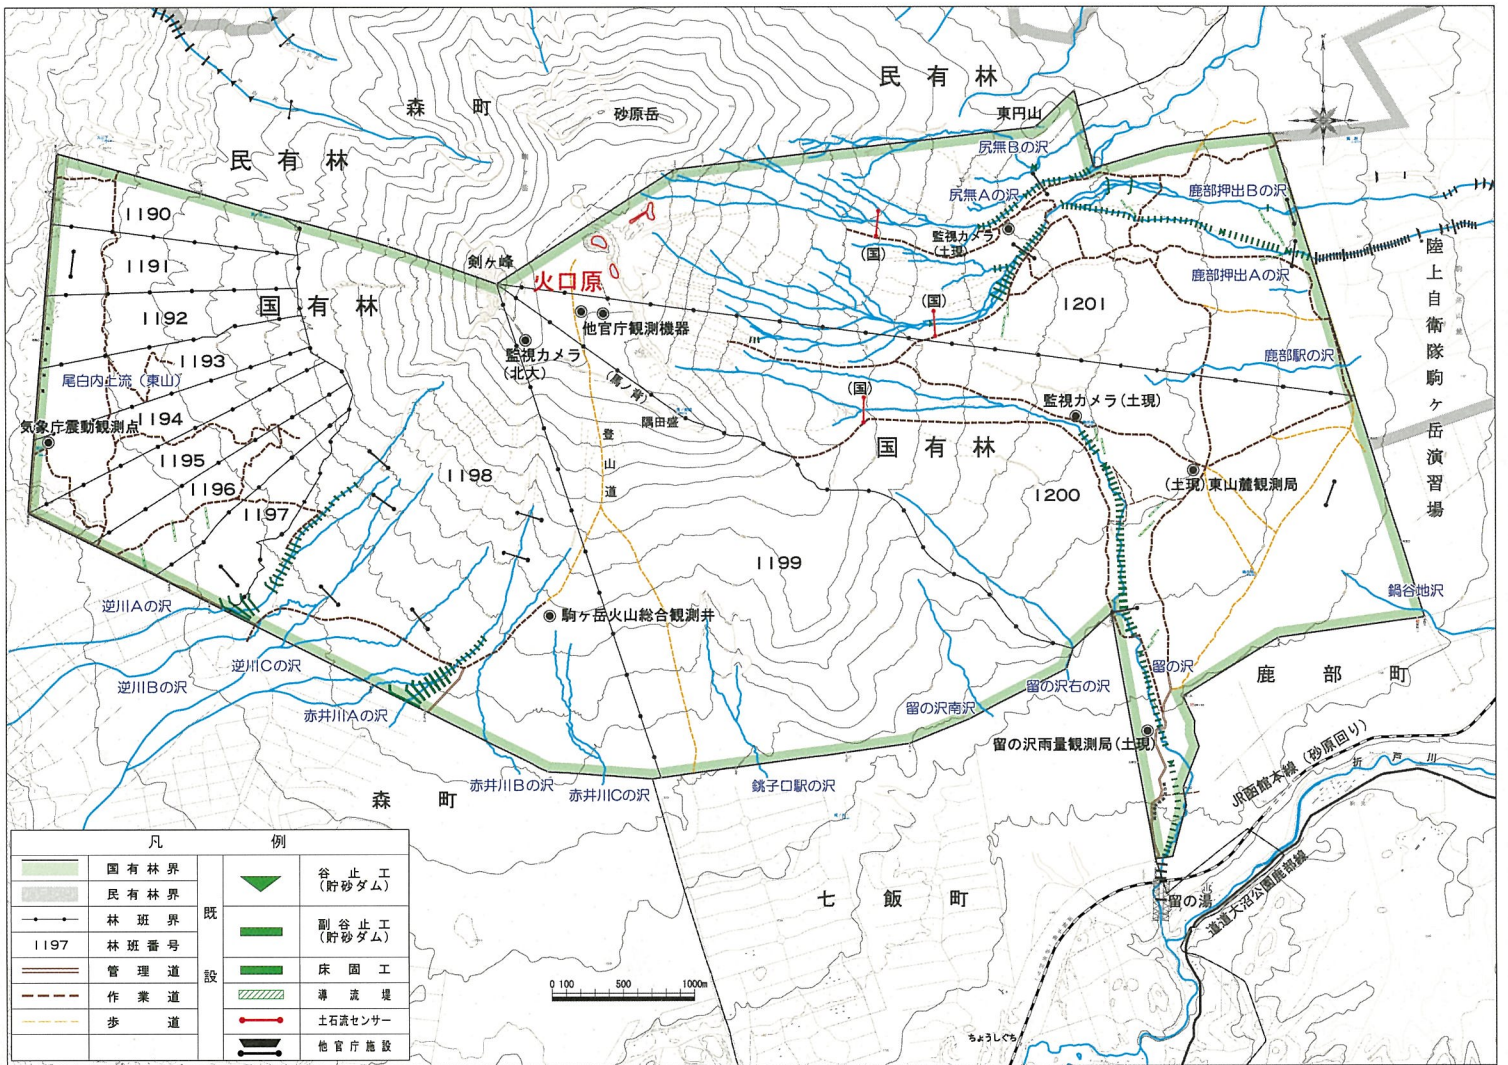 民有林
森町
砂原岳
東円山
民有林
尻無Bの沢
尻無Aの沢
鹿部押出Bの沢
1190
監視カメラ
(土現)
(国)
陸上自衛隊駒ヶ岳演習場
1191
剣ヶ峰
火口原
鹿部押出Aの沢
国有林
1192
(国)
1201
他官庁観測機器
監視カメラ
(北大)
1193
鹿部駅の沢
尾白内上流(東山)
(馬ノ背)
(国)
監視カメラ(土現)
隅田盛
気象庁震動観測点
1194
登山道
国有林
1195
1198
(土現)東山麓観測局
1196
1200
1197
1199
鍋谷地沢
逆川Aの沢
駒ヶ岳火山総合観測井
逆川Cの沢
留の沢
鹿部町
逆川Bの沢
留の沢右の沢
赤井川Aの沢
留の沢南沢
留の沢雨量観測局(土現)
JR函館本線(砂原回り)
折戸川
赤井川Bの沢
赤井川Cの沢
銚子口駅の沢
森町
七飯町
留の湯
道道大沼公園鹿部線
ちょうしぐち
0 100 500 1000m
凡例
国有林界
民有林界
林班界
1197 林班番号
管理道
作業道
歩道
既設
谷止工
(貯砂ダム)
副谷止工
(貯砂ダム)
床固工
導流堤
土石流センサー
他官庁施設